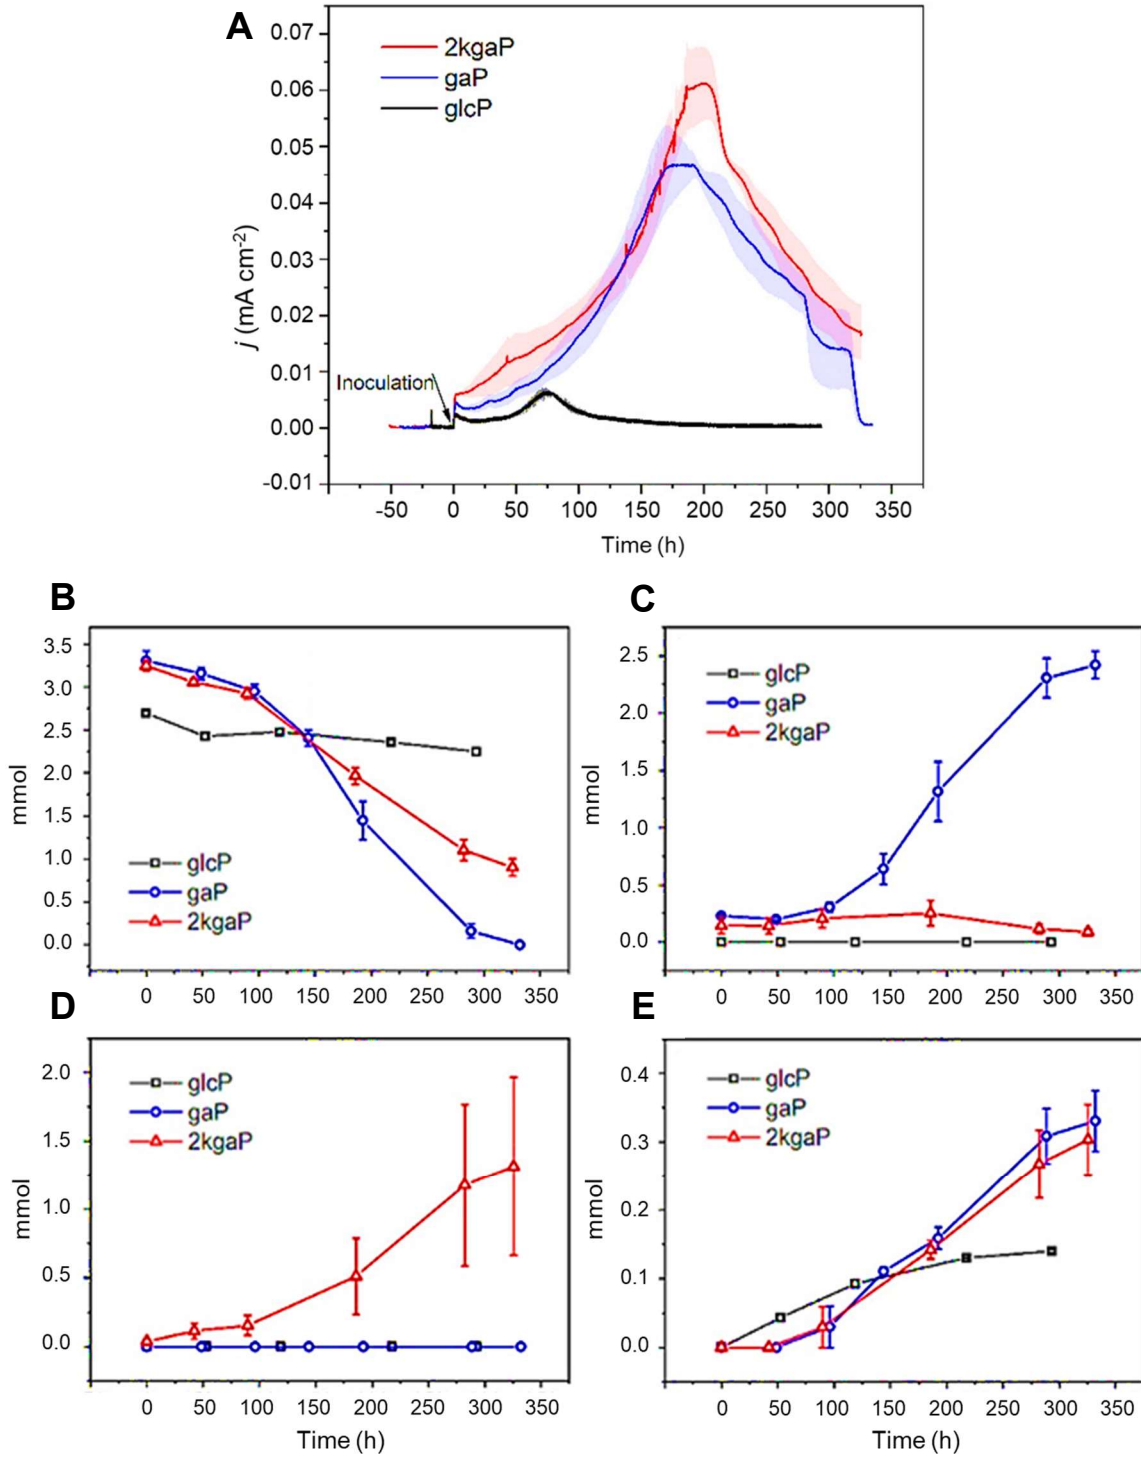 A
2kgaP
gaP
glcP
Inoculation
j (mA cm-2)
0.07
0.06
0.05
0.04
0.03
0.02
0.01
0.00
-0.01
-50 0 50 100 150 200 250 300 350
Time (h)
B
mmol
3.5
3.0
2.5
2.0
1.5
1.0
0.5
0.0
glcP
gaP
2kgaP
0 50 100 150 200 250 300 350
C
mmol
2.5
2.0
1.5
1.0
0.5
0.0
glcP
gaP
2kgaP
0 50 100 150 200 250 300 350
D
mmol
2.0
1.5
1.0
0.5
0.0
glcP
gaP
2kgaP
0 50 100 150 200 250 300 350
Time (h)
E
mmol
0.4
0.3
0.2
0.1
0.0
glcP
gaP
2kgaP
0 50 100 150 200 250 300 350
Time (h)